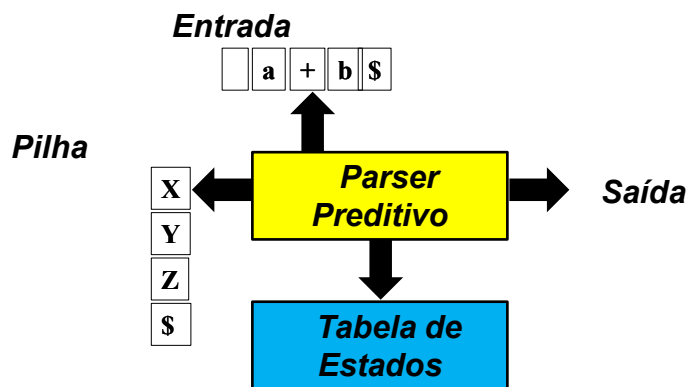 Entrada
a + b $
Pilha
X
Y
Z
$
Parser
Preditivo
Saída
Tabela de
Estados